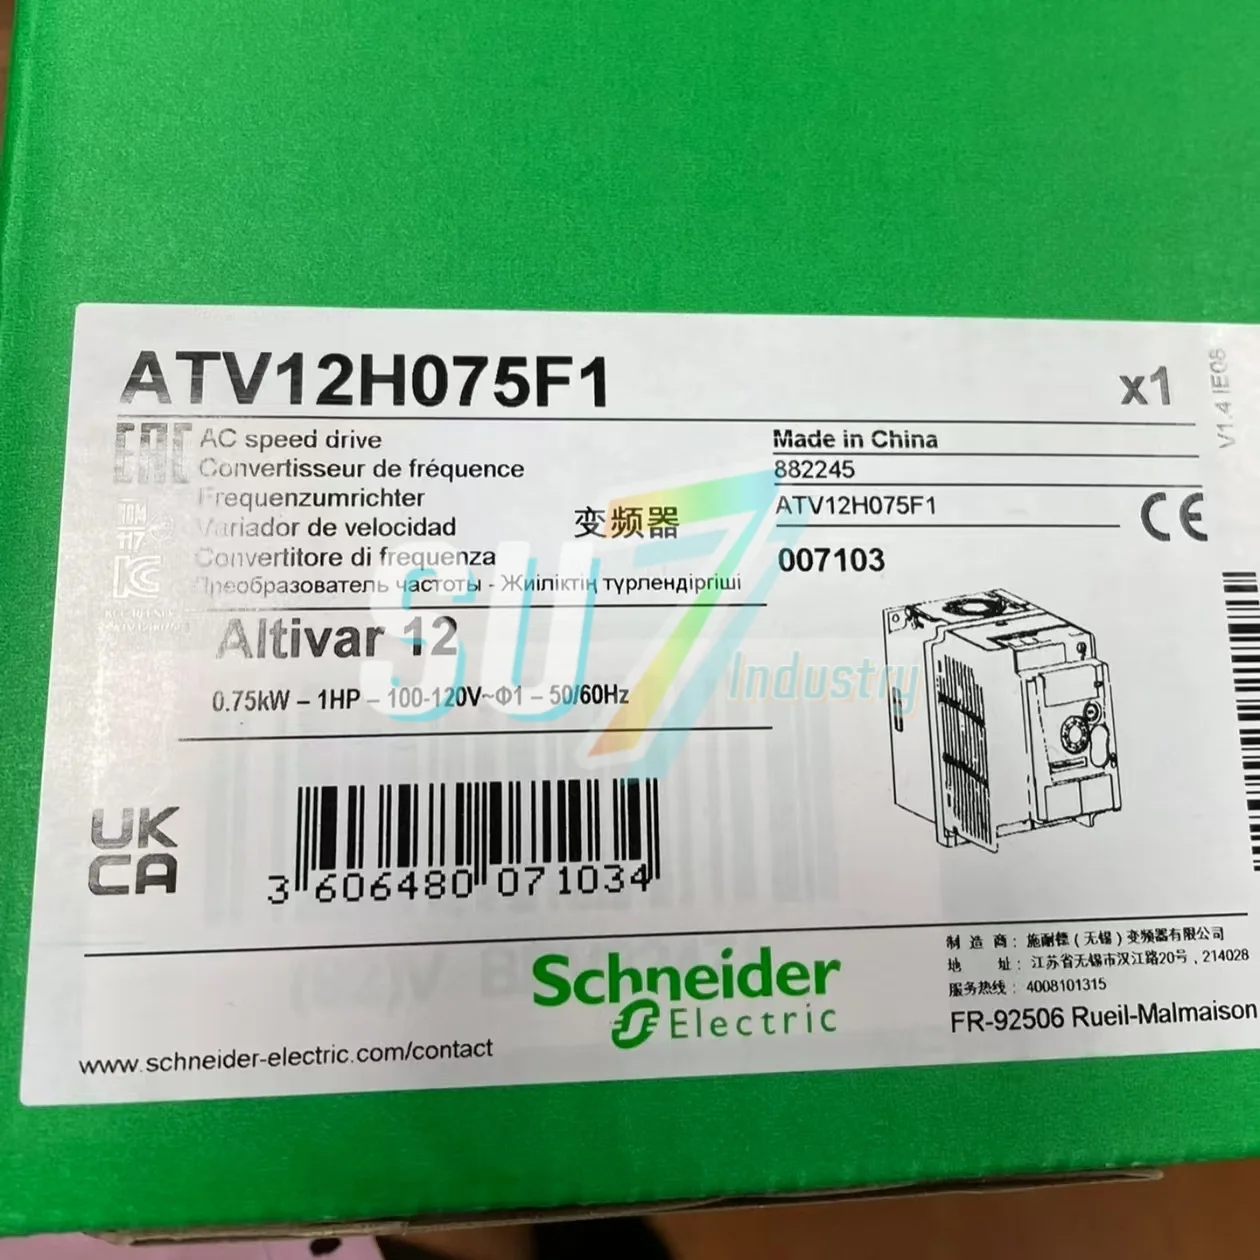 ATV12H075F1
x1
V1.4 IE08
EAC
AC speed drive
Convertisseur de fréquence
Frequenzumrichter
Variador de velocidad
Convertitore di frequenza
变频器
Преобразователь частоты - Жиіліктің түрлендіргіші
Made in China
882245
ATV12H075F1
007103
CE
Altivar 12
0.75kW – 1HP – 100-120V~Φ1 – 50/60Hz
SU7 Industry
UK
CA
3 606480 071034
制 造 商：施耐德（无锡）变频器有限公司
地 址：江苏省无锡市汉江路20号，214028
服务热线：4008101315
FR-92506 Rueil-Malmaison
Schneider
Electric
www.schneider-electric.com/contact